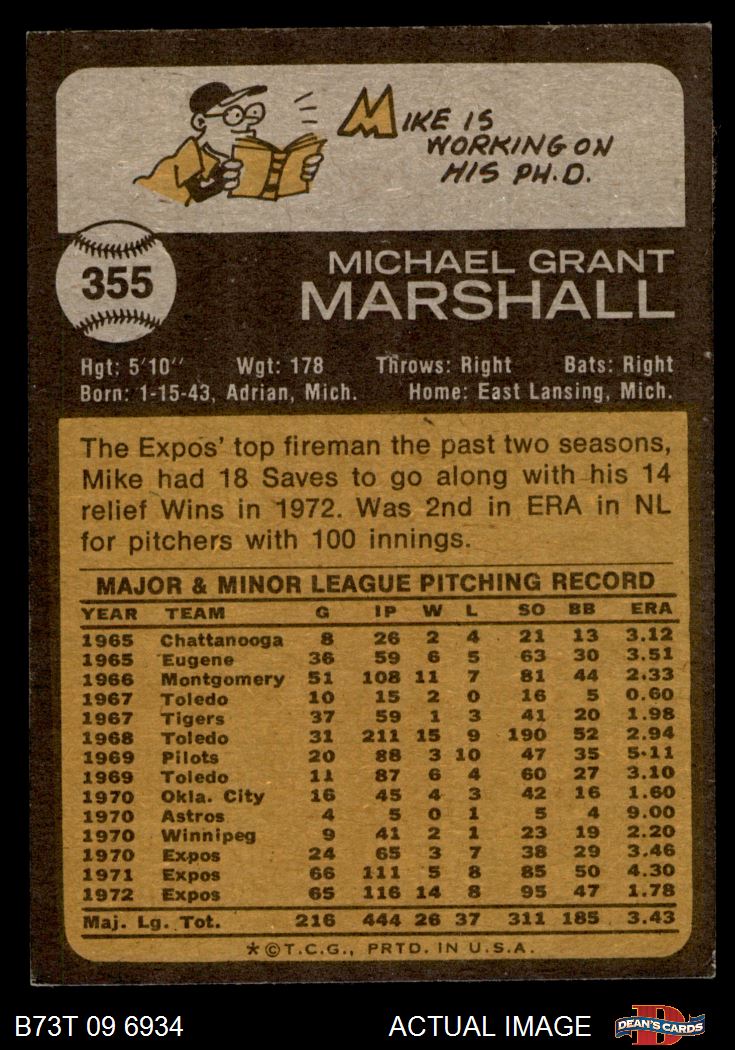 MIKE IS
WORKING ON
HIS PH.D.
355
MICHAEL GRANT
MARSHALL
Hgt: 5'10" Wgt: 178 Throws: Right Bats: Right
Born: 1-15-43, Adrian, Mich. Home: East Lansing, Mich.
The Expos' top fireman the past two seasons,
Mike had 18 Saves to go along with his 14
relief Wins in 1972. Was 2nd in ERA in NL
for pitchers with 100 innings.
MAJOR & MINOR LEAGUE PITCHING RECORD
YEAR TEAM G IP W L SO BB ERA
1965 Chattanooga 8 26 2 4 21 13 3.12
1965 Eugene 36 59 6 5 63 30 3.51
1966 Montgomery 51 108 11 7 81 44 2.33
1967 Toledo 10 15 2 0 16 5 0.60
1967 Tigers 37 59 1 3 41 20 1.98
1968 Toledo 31 211 15 9 190 52 2.94
1969 Pilots 20 88 3 10 47 35 5.11
1969 Toledo 11 87 6 4 60 27 3.10
1970 Okla. City 16 45 4 3 42 16 1.60
1970 Astros 4 5 0 1 5 4 9.00
1970 Winnipeg 9 41 2 1 23 19 2.20
1970 Expos 24 65 3 7 38 29 3.46
1971 Expos 66 111 5 8 85 50 4.30
1972 Expos 65 116 14 8 95 47 1.78
Maj. Lg. Tot. 216 444 26 37 311 185 3.43
*©T.C.G., PRTD. IN U.S.A.
B73T 09 6934 ACTUAL IMAGE DEAN'S CARDS